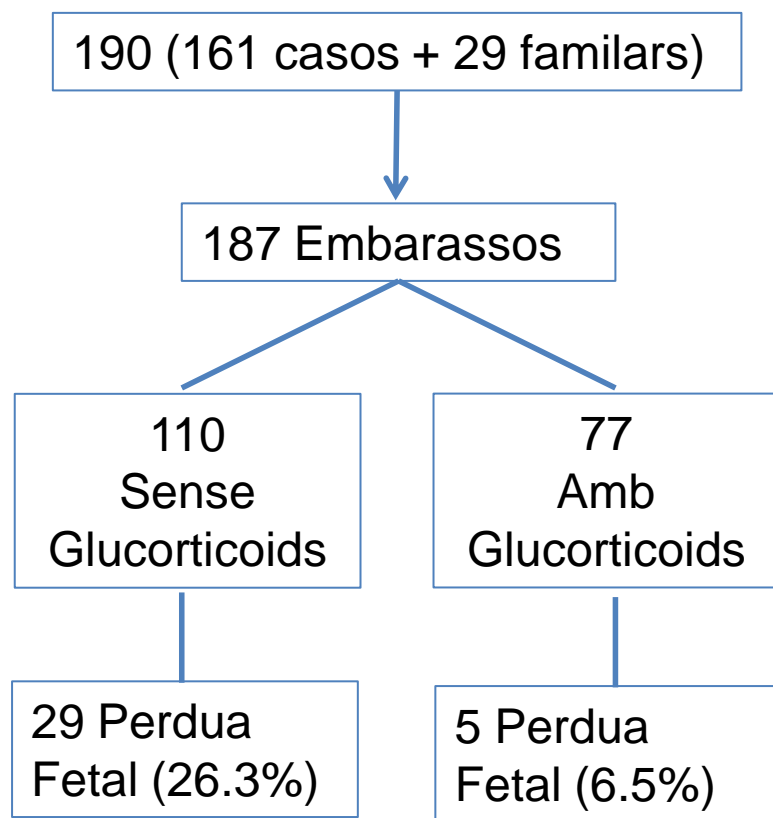 190 (161 casos + 29 familars)
187 Embarassos
110
Sense
Glucorticoids
77
Amb
Glucorticoids
29 Perdua
Fetal (26.3%)
5 Perdua
Fetal (6.5%)